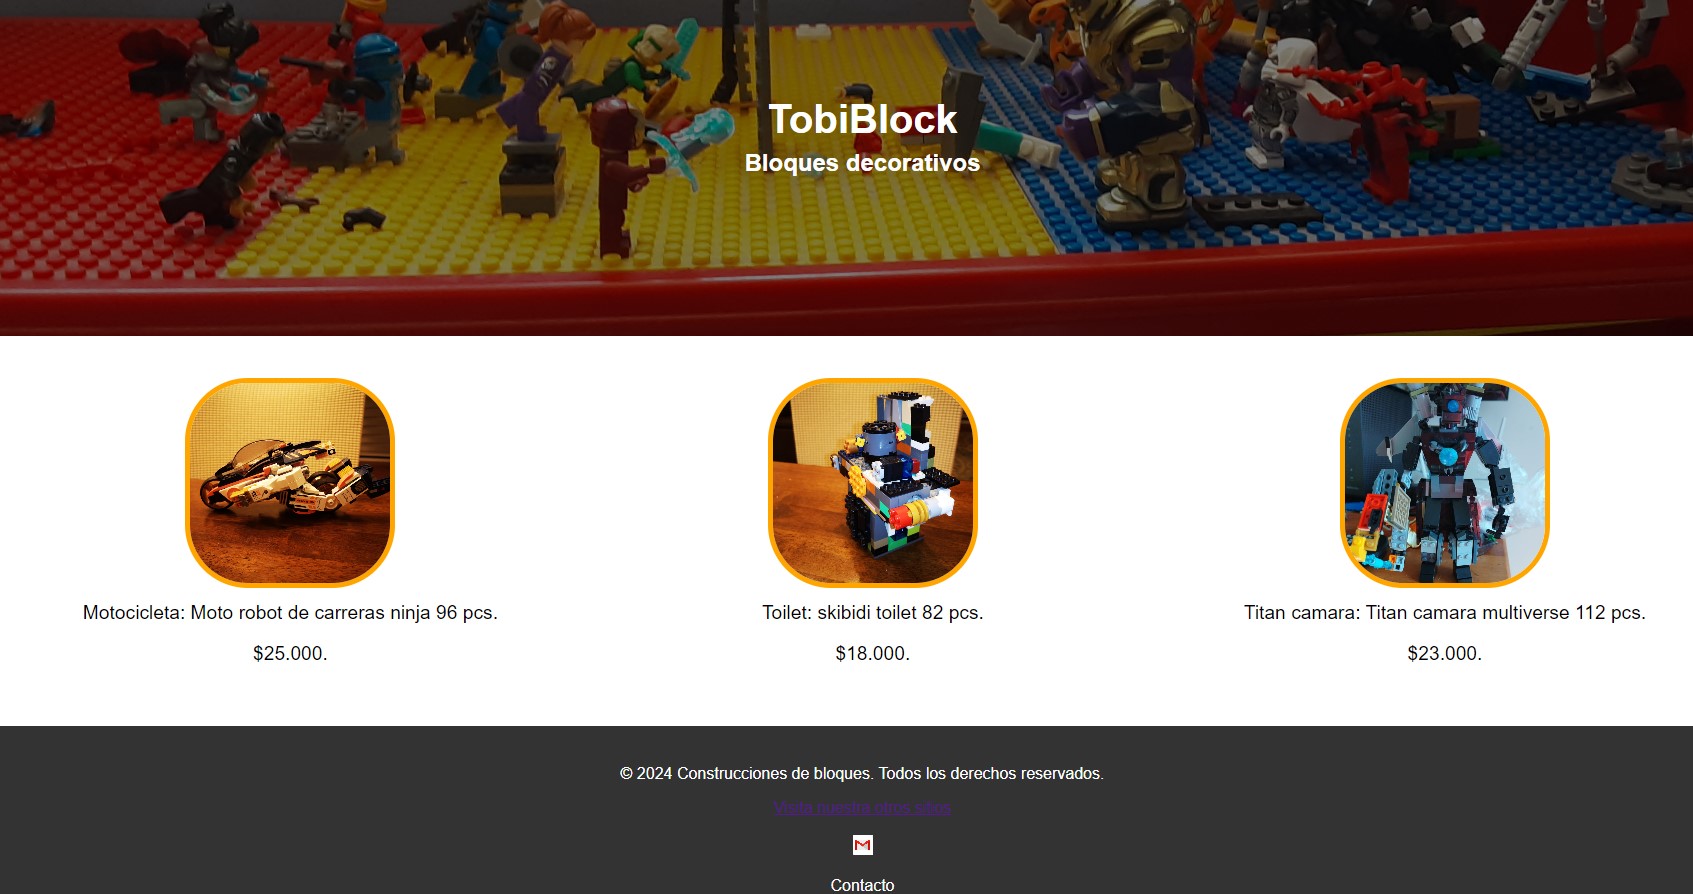 TobiBlock
Bloques decorativos
Motocicleta: Moto robot de carreras ninja 96 pcs.
$25.000.
Toilet: skibidi toilet 82 pcs.
$18.000.
Titan camara: Titan camara multiverse 112 pcs.
$23.000.
© 2024 Construcciones de bloques. Todos los derechos reservados.
Visita nuestra otros sitios
Contacto